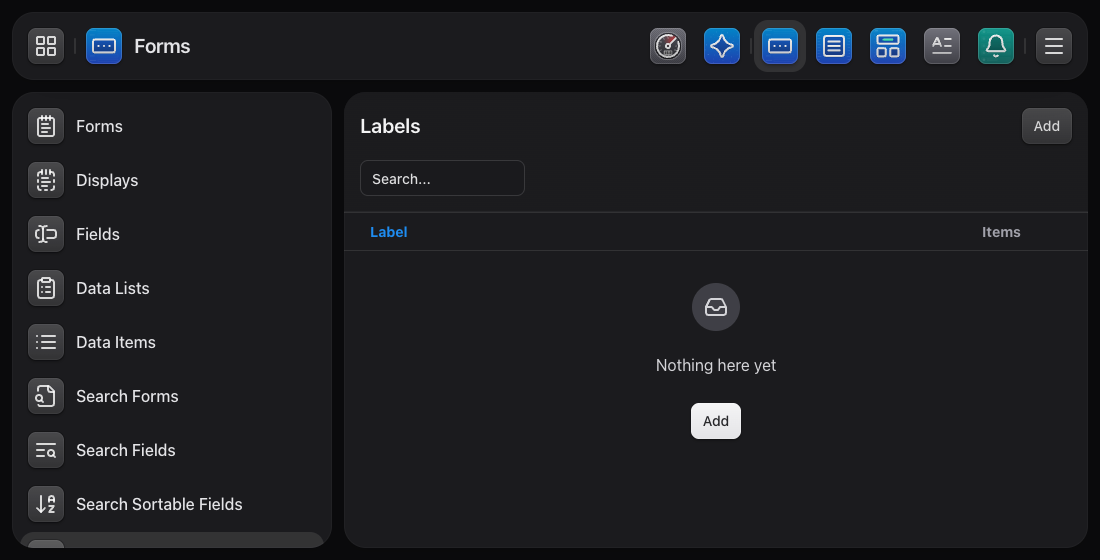 Forms
Forms
Displays
Fields
Data Lists
Data Items
Search Forms
Search Fields
Search Sortable Fields
Labels
Add
Search...
Label
Items
Nothing here yet
Add